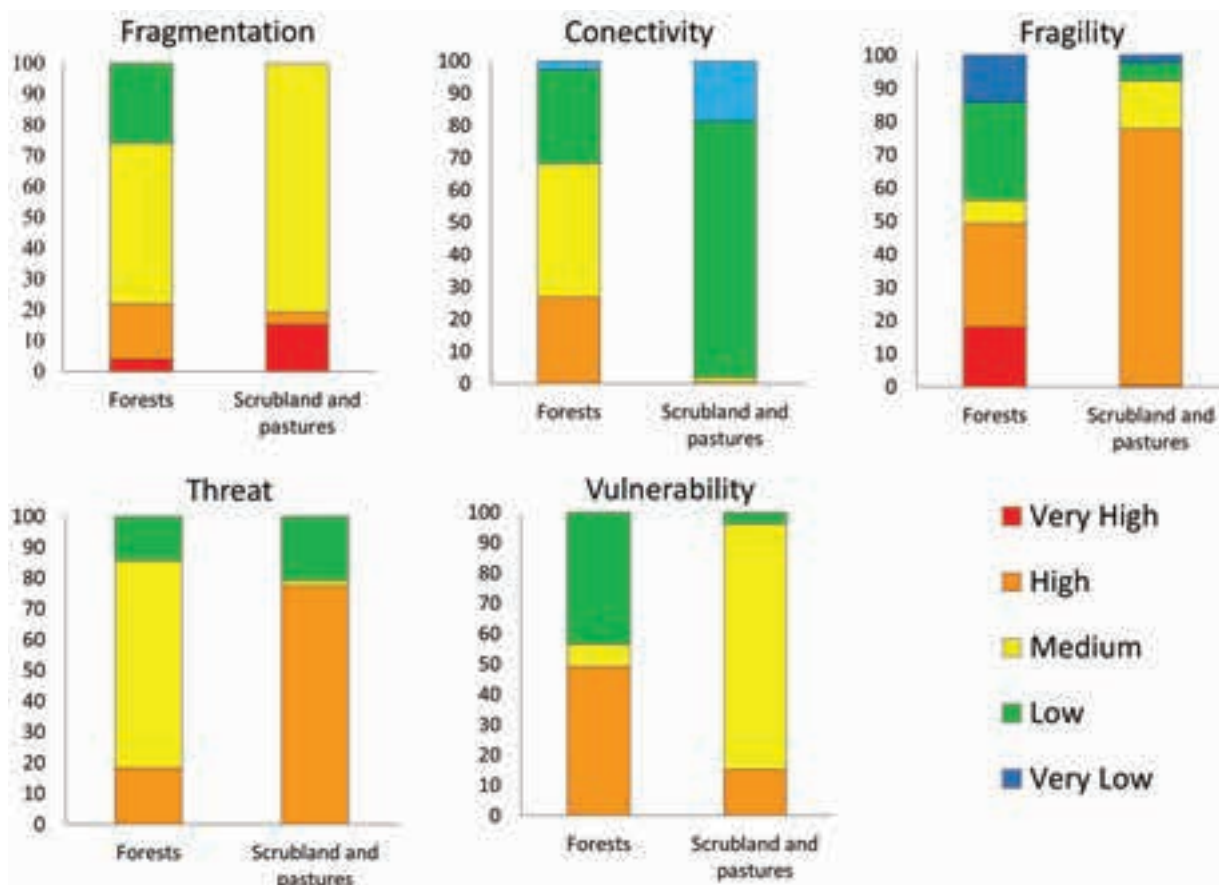 Fragmentation
100
90
80
70
60
50
40
30
20
10
0
Forests
Scrubland and
pastures
Conectivity
100
90
80
70
60
50
40
30
20
10
0
Forests
Scrubland and
pastures
Fragility
100
90
80
70
60
50
40
30
20
10
0
Forests
Scrubland and
pastures
Threat
100
90
80
70
60
50
40
30
20
10
0
Forests
Scrubland and
pastures
Vulnerability
100
90
80
70
60
50
40
30
20
10
0
Forests
Scrubland and
pastures
Very High
High
Medium
Low
Very Low